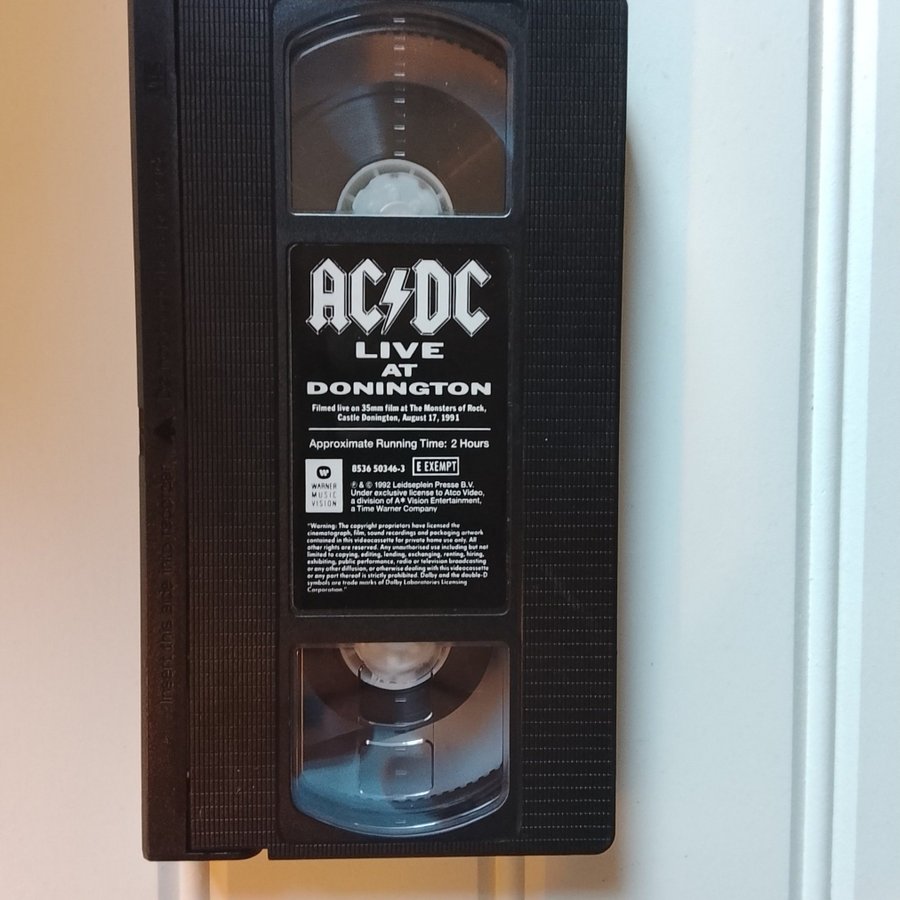 AC⚡DC
LIVE
AT
DONINGTON
Filmed live on 35mm film at The Monsters of Rock,
Castle Donington, August 17, 1991
Approximate Running Time: 2 Hours
WARNER
MUSIC
VISION
8536 50346-3 E EXEMPT
℗ & © 1992 Leidseplein Presse B.V.
Under exclusive license to Atco Video,
a division of A* Vision Entertainment,
a Time Warner Company
"Warning: The copyright proprietors have licensed the
cinematograph, film, sound recordings and packaging artwork
contained in this videocassette for private home use only. All
other rights are reserved. Any unauthorised use including but not
limited to copying, editing, lending, exchanging, renting, hiring,
exhibiting, public performance, radio or television broadcasting
or any other diffusion, or otherwise dealing with this videocassette
or any part thereof is strictly prohibited. Dolby and the double-D
symbols are trade marks of Dolby Laboratories Licensing
Corporation."